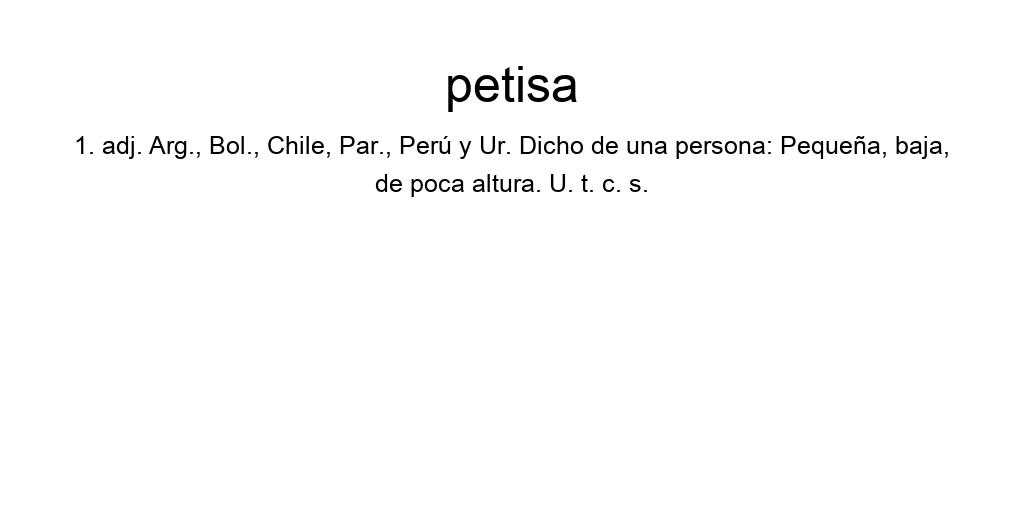 petisa
1. adj. Arg., Bol., Chile, Par., Perú y Ur. Dicho de una persona: Pequeña, baja,
de poca altura. U. t. c. s.